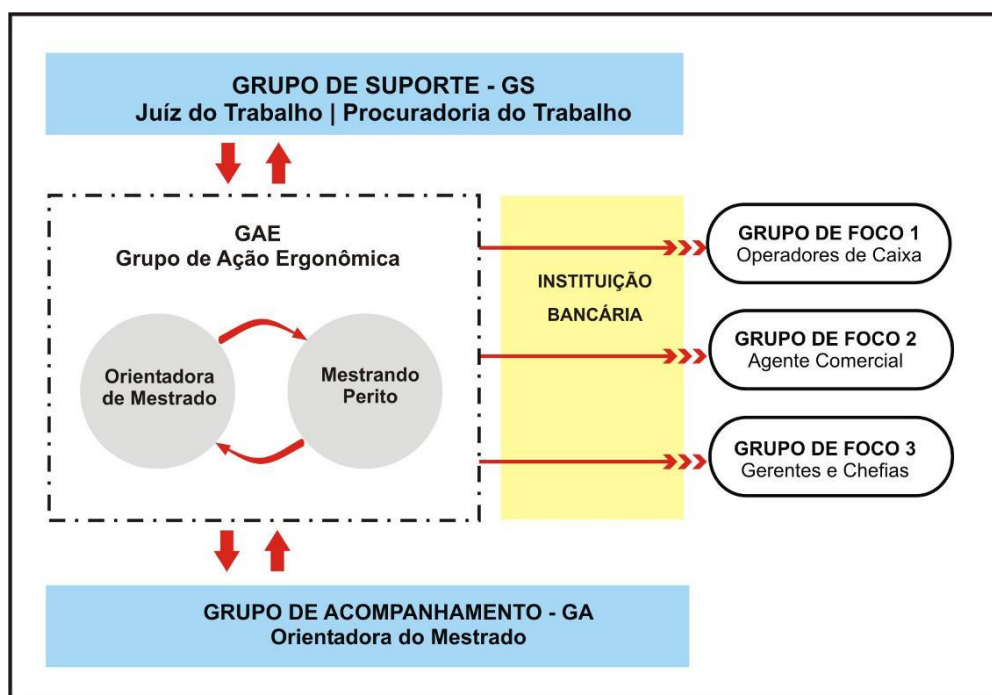 GRUPO DE SUPORTE - GS
Juíz do Trabalho | Procuradoria do Trabalho
GAE
Grupo de Ação Ergonômica
Orientadora
de Mestrado
Mestrando
Perito
INSTITUIÇÃO
BANCÁRIA
GRUPO DE FOCO 1
Operadores de Caixa
GRUPO DE FOCO 2
Agente Comercial
GRUPO DE FOCO 3
Gerentes e Chefias
GRUPO DE ACOMPANHAMENTO - GA
Orientadora do Mestrado